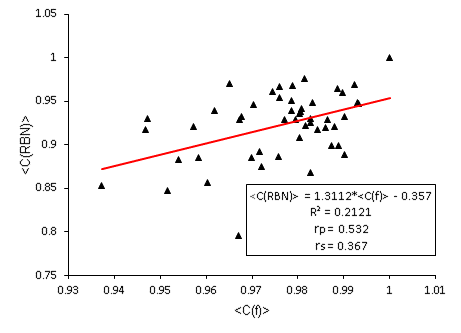 1.05
1
0.95
0.9
0.85
0.8
0.75
<C(RBN)>
<C(RBN)> = 1.3112*<C(f)> - 0.357
R² = 0.2121
rp = 0.532
rs = 0.367
0.93 0.94 0.95 0.96 0.97 0.98 0.99 1 1.01
<C(f)>